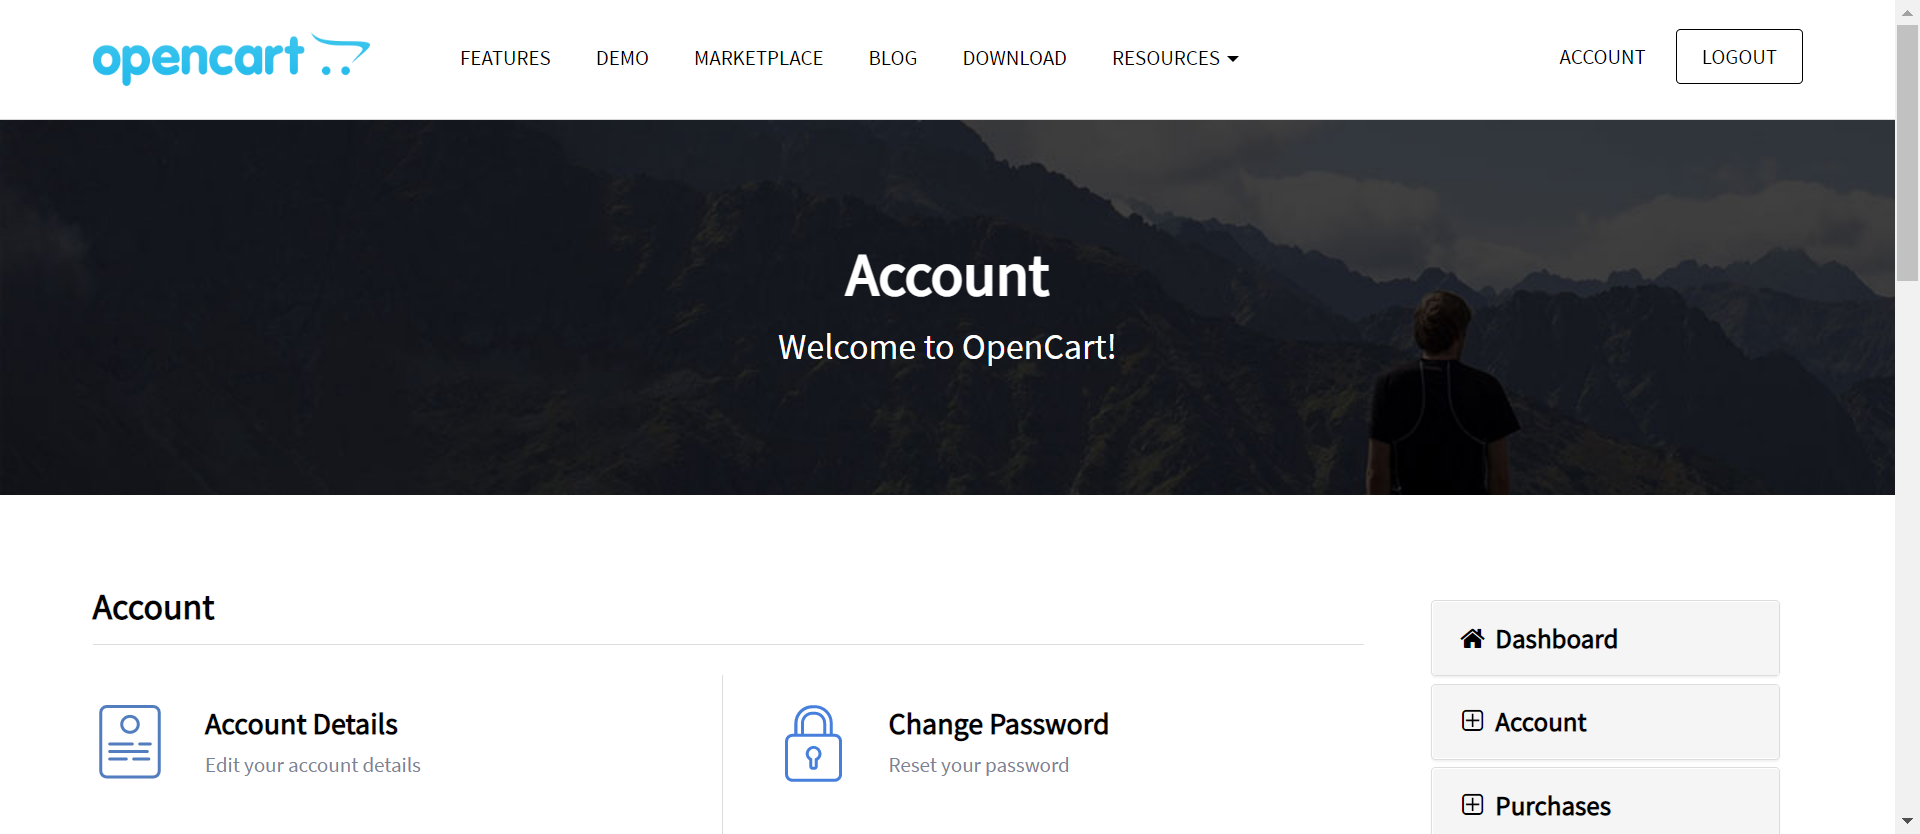 opencart
FEATURES DEMO MARKETPLACE BLOG DOWNLOAD RESOURCES
ACCOUNT LOGOUT
Account
Welcome to OpenCart!
Account
Account Details
Edit your account details
Change Password
Reset your password
Dashboard
Account
Purchases